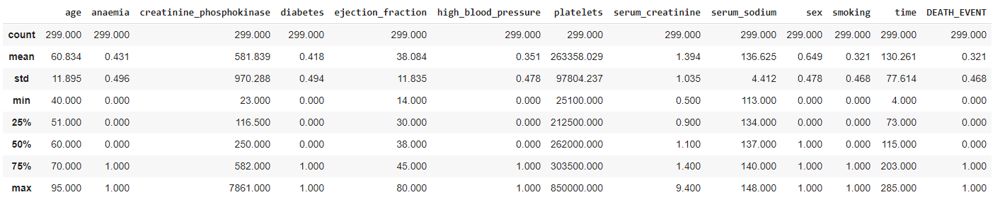 age anaemia creatinine_phosphokinase diabetes ejection_fraction high_blood_pressure platelets serum_creatinine serum_sodium sex smoking time DEATH_EVENT
count 299.000 299.000 299.000 299.000 299.000 299.000 299.000 299.000 299.000 299.000 299.000 299.000 299.000
mean 60.834 0.431 581.839 0.418 38.084 0.351 263358.029 1.394 136.625 0.649 0.321 130.261 0.321
std 11.895 0.496 970.288 0.494 11.835 0.478 97804.237 1.035 4.412 0.478 0.468 77.614 0.468
min 40.000 0.000 23.000 0.000 14.000 0.000 25100.000 0.500 113.000 0.000 0.000 4.000 0.000
25% 51.000 0.000 116.500 0.000 30.000 0.000 212500.000 0.900 134.000 0.000 0.000 73.000 0.000
50% 60.000 0.000 250.000 0.000 38.000 0.000 262000.000 1.100 137.000 1.000 0.000 115.000 0.000
75% 70.000 1.000 582.000 1.000 45.000 1.000 303500.000 1.400 140.000 1.000 1.000 203.000 1.000
max 95.000 1.000 7861.000 1.000 80.000 1.000 850000.000 9.400 148.000 1.000 1.000 285.000 1.000